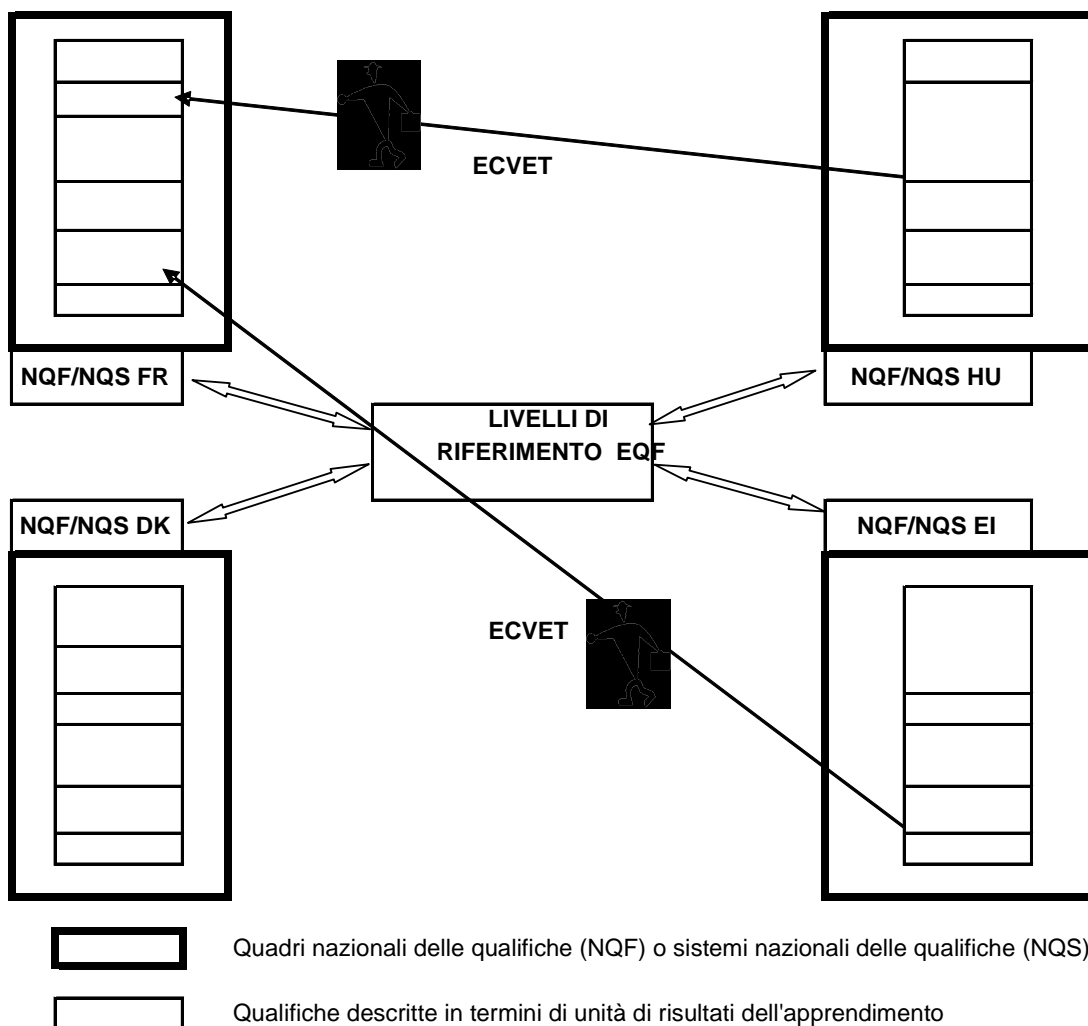 ECVET
NQF/NQS FR
NQF/NQS HU
LIVELLI DI
RIFERIMENTO EQF
NQF/NQS DK
NQF/NQS EI
ECVET
Quadri nazionali delle qualifiche (NQF) o sistemi nazionali delle qualifiche (NQS)
Qualifiche descritte in termini di unità di risultati dell'apprendimento